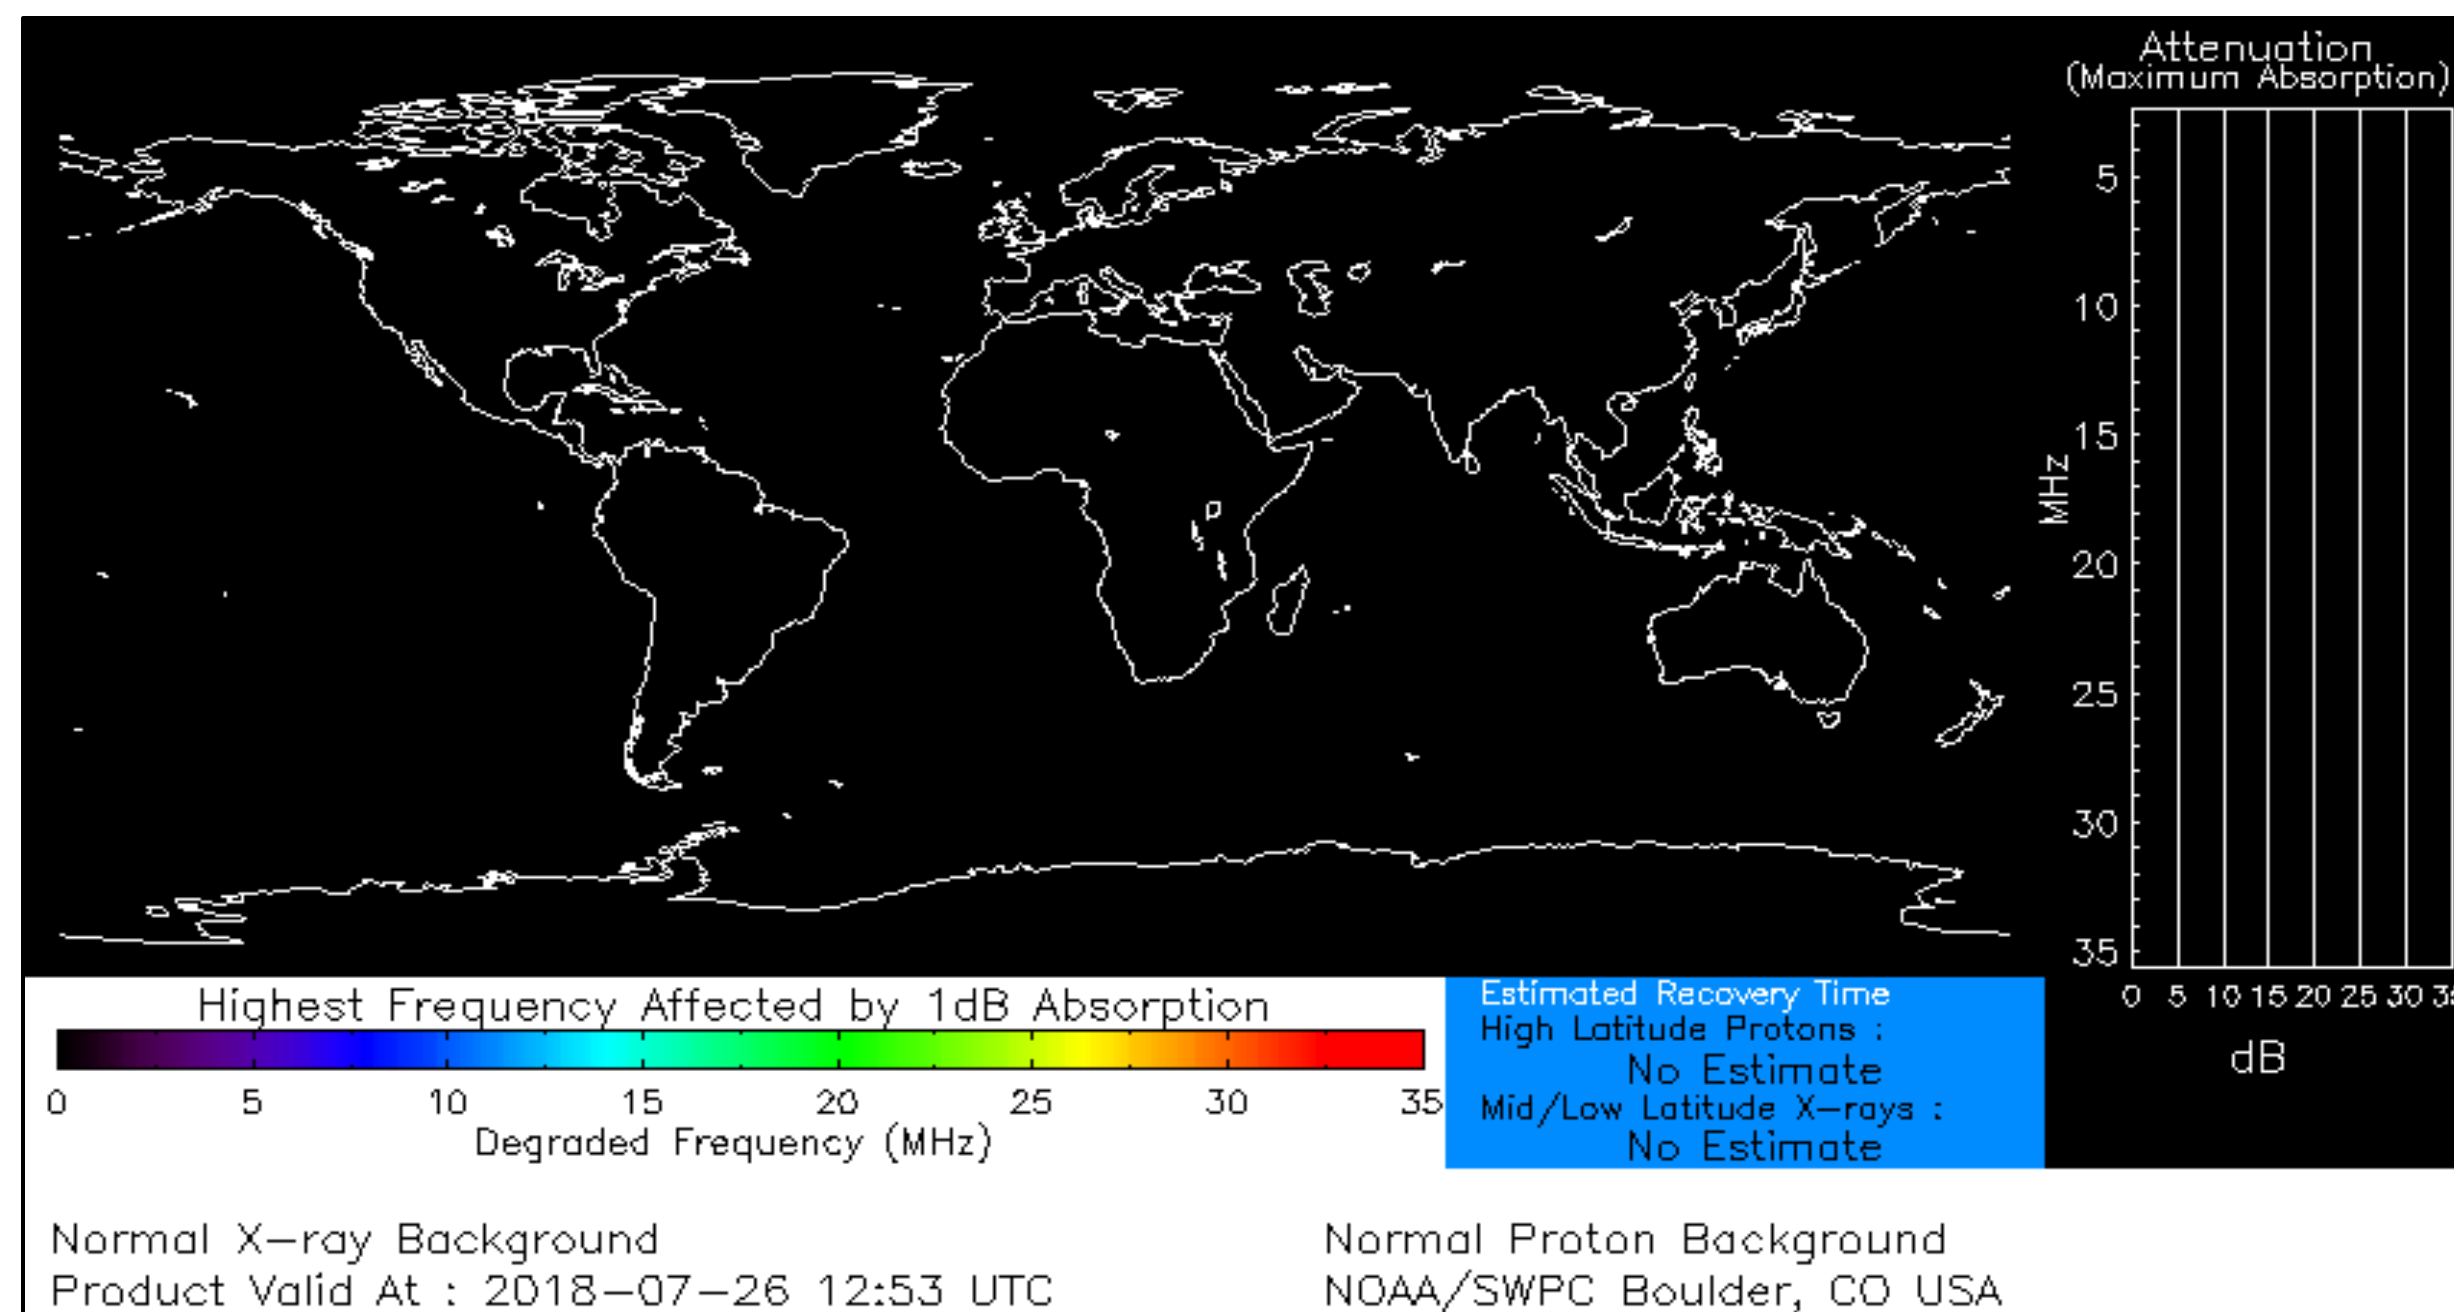 Attenuation
(Maximum Absorption)
5
10
15
20
25
30
35
MHz
0 5 10 15 20 25 30
dB
Highest Frequency Affected by 1dB Absorption
0 5 10 15 20 25 30 35
Degraded Frequency (MHz)
Estimated Recovery Time
High Latitude Protons :
No Estimate
Mid/Low Latitude X-rays :
No Estimate
Normal X-ray Background
Product Valid At : 2018-07-26 12:53 UTC
Normal Proton Background
NOAA/SWPC Boulder, CO USA